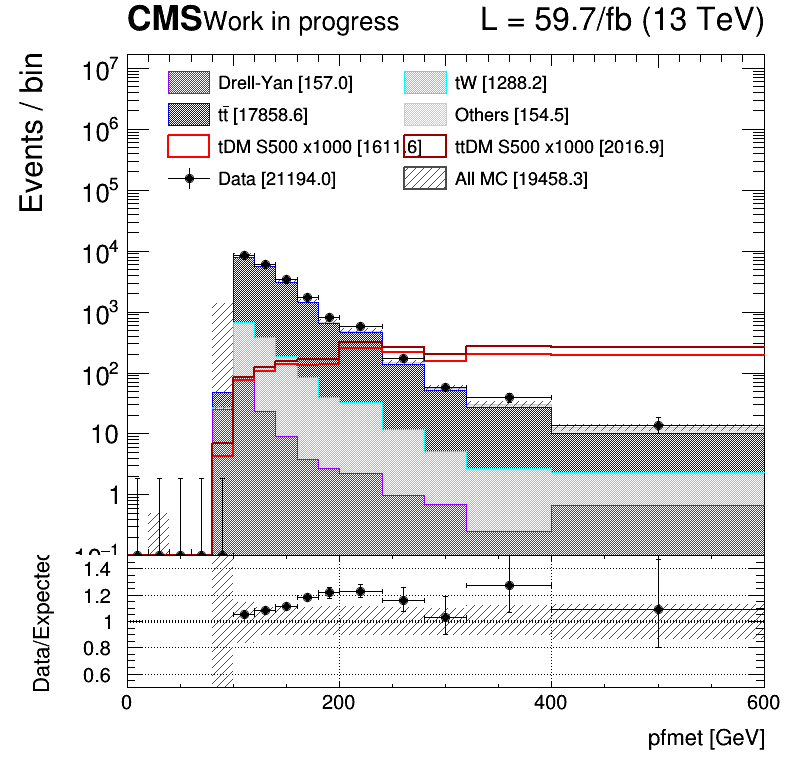 CMS Work in progress L = 59.7/fb (13 TeV)
Events / bin
10⁷
10⁶
10⁵
10⁴
10³
10²
10
1
10⁻¹
Drell-Yan [157.0] tW [1288.2]
tt̄ [17858.6] Others [154.5]
tDM S500 x1000 [1611.6] ttDM S500 x1000 [2016.9]
Data [21194.0] All MC [19458.3]
Data/Expected
1.4
1.2
1
0.8
0.6
0 200 400 600
pfmet [GeV]